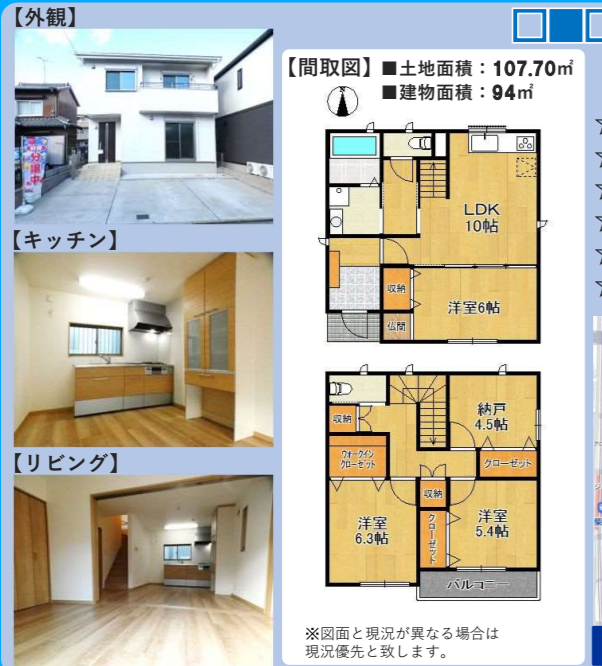 【外観】
【キッチン】
【リビング】
【間取図】■土地面積：107.70㎡
■建物面積：94㎡
LDK
10帖
収納
洋室6帖
仏間
収納
納戸
4.5帖
ウォークイン
クローゼット
クローゼット
収納
洋室
6.3帖
クローゼット
洋室
5.4帖
バルコニー
※図面と現況が異なる場合は
現況優先と致します。
☆
☆
☆
☆
☆
☆
分譲中